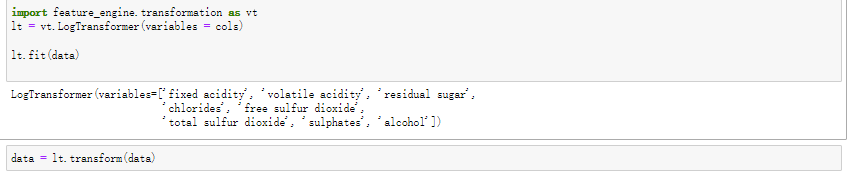 import feature_engine.transformation as vt
lt = vt.LogTransformer(variables = cols)
lt.fit(data)
LogTransformer(variables=['fixed acidity', 'volatile acidity', 'residual sugar',
'chlorides', 'free sulfur dioxide',
'total sulfur dioxide', 'sulphates', 'alcohol'])
data = lt.transform(data)